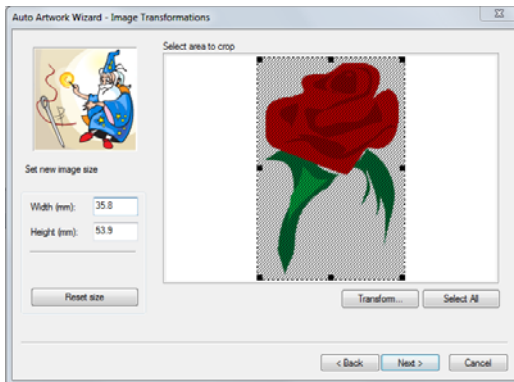 Auto Artwork Wizard - Image Transformations
Select area to crop
Set new image size
Width (mm): 35.8
Height (mm): 53.9
Reset size
Transform... Select All
< Back Next > Cancel